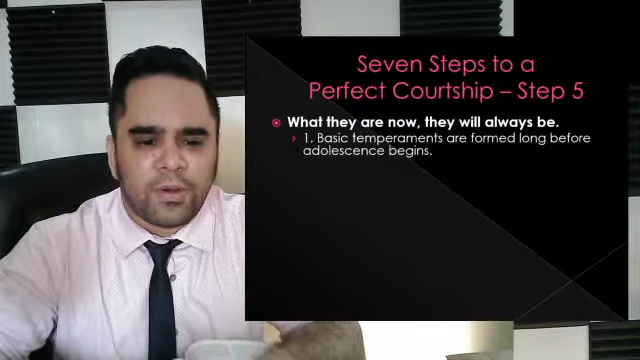 Seven Steps to a
Perfect Courtship – Step 5
What they are now, they will always be.
1. Basic temperaments are formed long before
adolescence begins.